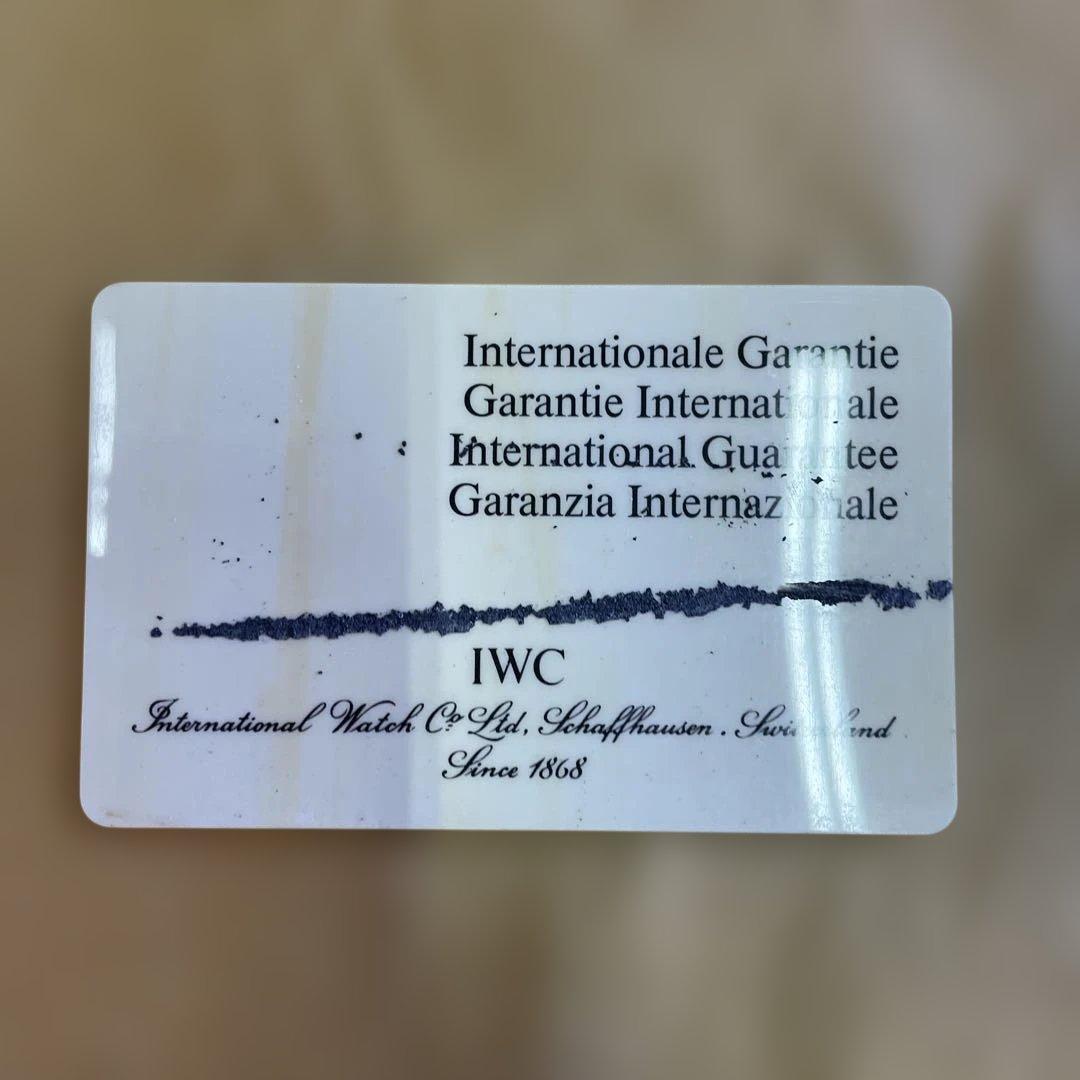 Internationale Garantie
Garantie Internationale
International Guarantee
Garanzia Internazionale
IWC
International Watch Co Ltd, Schaffhausen . Switzerland
Since 1868